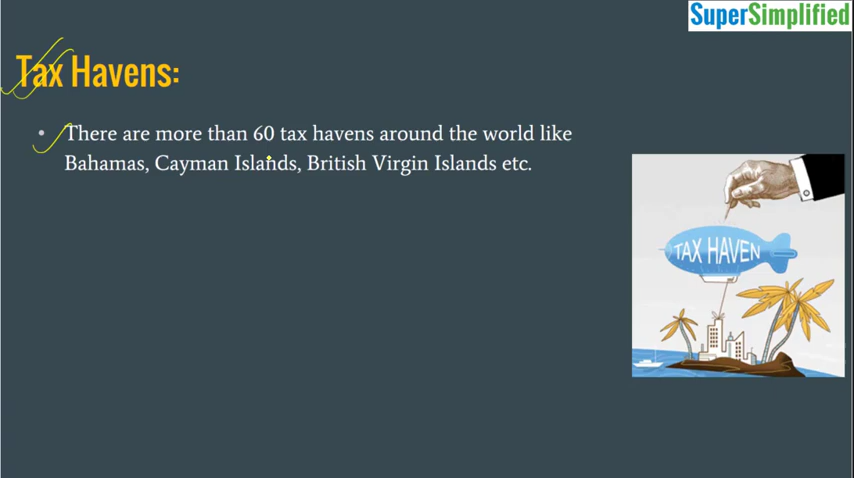 SuperSimplified
Tax Havens:
• There are more than 60 tax havens around the world like
Bahamas, Cayman Islands, British Virgin Islands etc.
TAX HAVEN